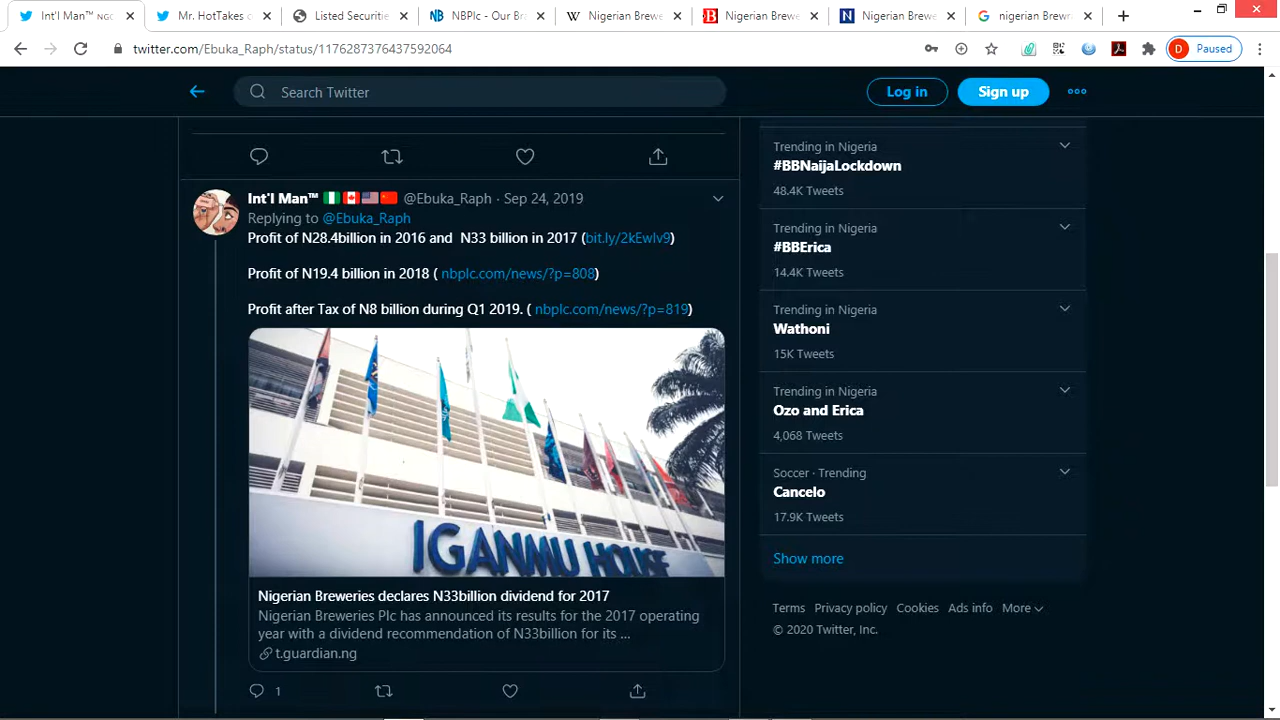 Int'l Man™ NGC
Mr. HotTakes. c
Listed Securitie
NBPlc - Our Br
Nigerian Brewe
Nigerian Brewe
Nigerian Brewe
nigerian Brew
twitter.com/Ebuka_Raph/status/1176287376437592064
D Paused
Search Twitter
Log in
Sign up
Int'l Man™ 🇳🇬🇨🇦🇺🇸🇨🇳 @Ebuka_Raph · Sep 24, 2019
Replying to @Ebuka_Raph
Profit of N28.4billion in 2016 and N33 billion in 2017 (bit.ly/2kEwIv9)
Profit of N19.4 billion in 2018 ( nbplc.com/news/?p=808)
Profit after Tax of N8 billion during Q1 2019. ( nbplc.com/news/?p=819)
IGANMU HOUSE
Nigerian Breweries declares N33billion dividend for 2017
Nigerian Breweries Plc has announced its results for the 2017 operating
year with a dividend recommendation of N33billion for its ...
t.guardian.ng
1
Trending in Nigeria
#BBNaijaLockdown
48.4K Tweets
Trending in Nigeria
#BBErica
14.4K Tweets
Trending in Nigeria
Wathoni
15K Tweets
Trending in Nigeria
Ozo and Erica
4,068 Tweets
Soccer · Trending
Cancelo
17.9K Tweets
Show more
Terms Privacy policy Cookies Ads info More
© 2020 Twitter, Inc.